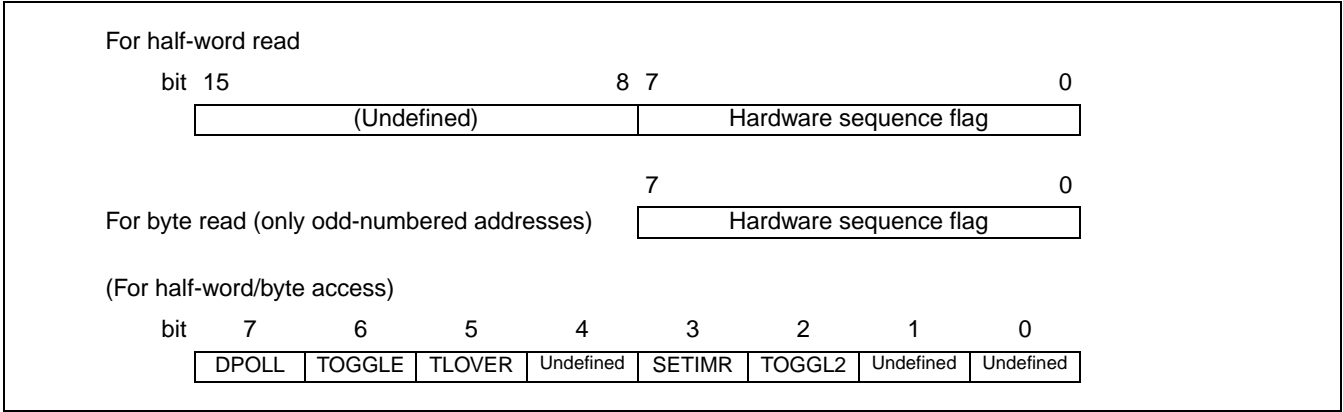 For half-word read
bit 15 8 7 0
(Undefined) Hardware sequence flag
7 0
For byte read (only odd-numbered addresses) Hardware sequence flag
(For half-word/byte access)
bit 7 6 5 4 3 2 1 0
DPOLL TOGGLE TLOVER Undefined SETIMR TOGGL2 Undefined Undefined